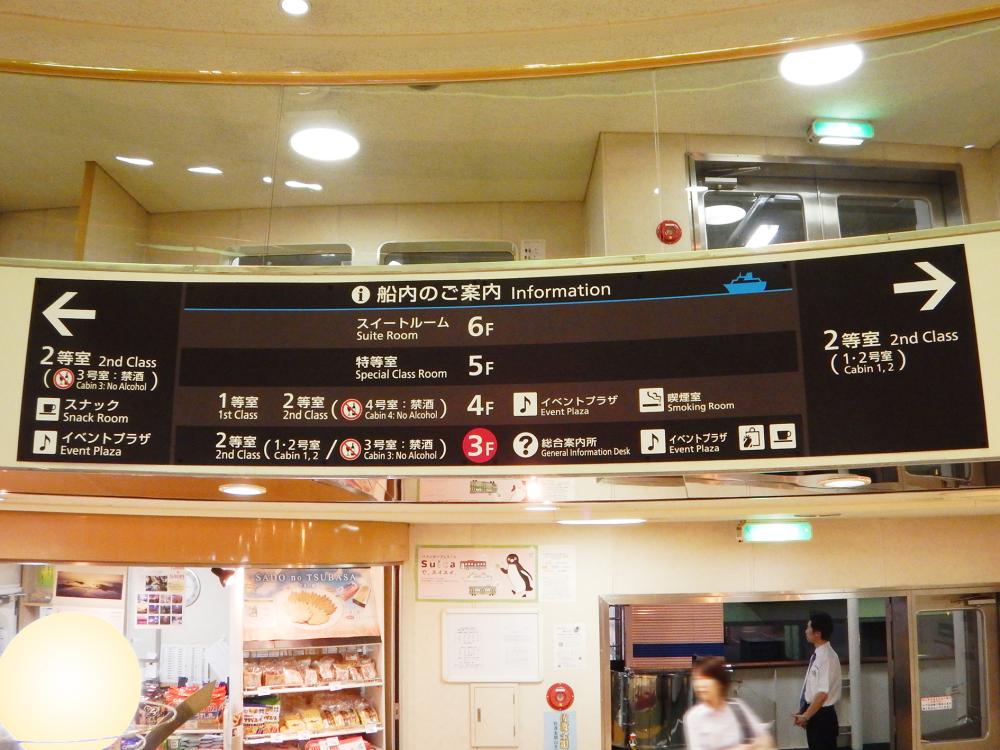 船内のご案内 Information
2等室 2nd Class
3号室：禁酒
Cabin 3: No Alcohol
スナック
Snack Room
イベントプラザ
Event Plaza
スイートルーム 6F
Suite Room
特等室 5F
Special Class Room
1等室 2等室 (4号室：禁酒) 4F イベントプラザ 喫煙室
1st Class 2nd Class Cabin 4: No Alcohol Event Plaza Smoking Room
2等室 (1・2号室 / 3号室：禁酒) 3F ? 総合案内所 イベントプラザ
2nd Class Cabin 1, 2 Cabin 3: No Alcohol General Information Desk Event Plaza
2等室 2nd Class
(1・2号室)
Cabin 1, 2
SADO no TSUBASA
Suica
で、スイスイ